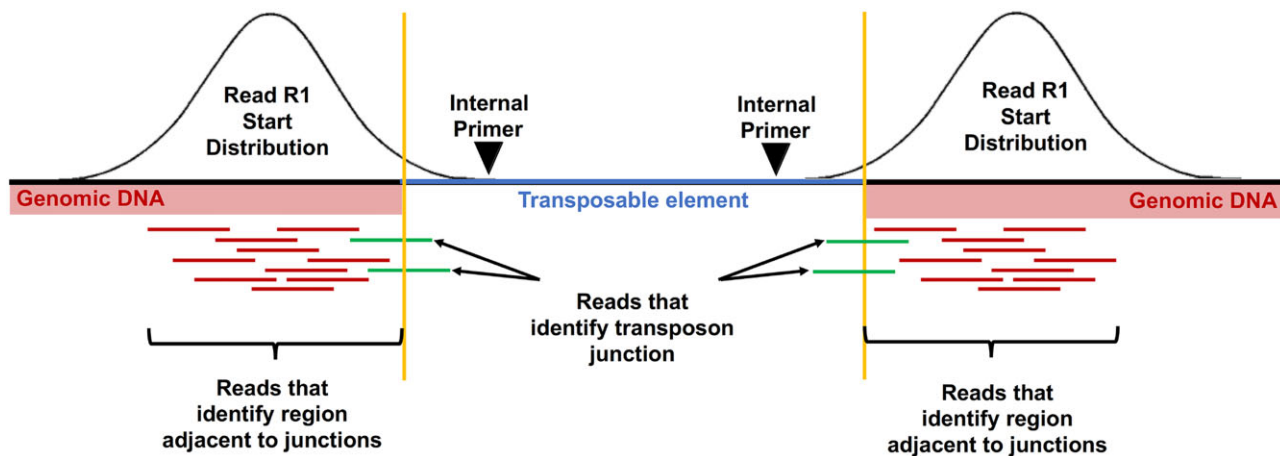 Read R1
Start
Distribution
Internal
Primer
Internal
Primer
Read R1
Start
Distribution
Genomic DNA
Transposable element
Genomic DNA
Reads that
identify transposon
junction
Reads that
identify region
adjacent to junctions
Reads that
identify region
adjacent to junctions